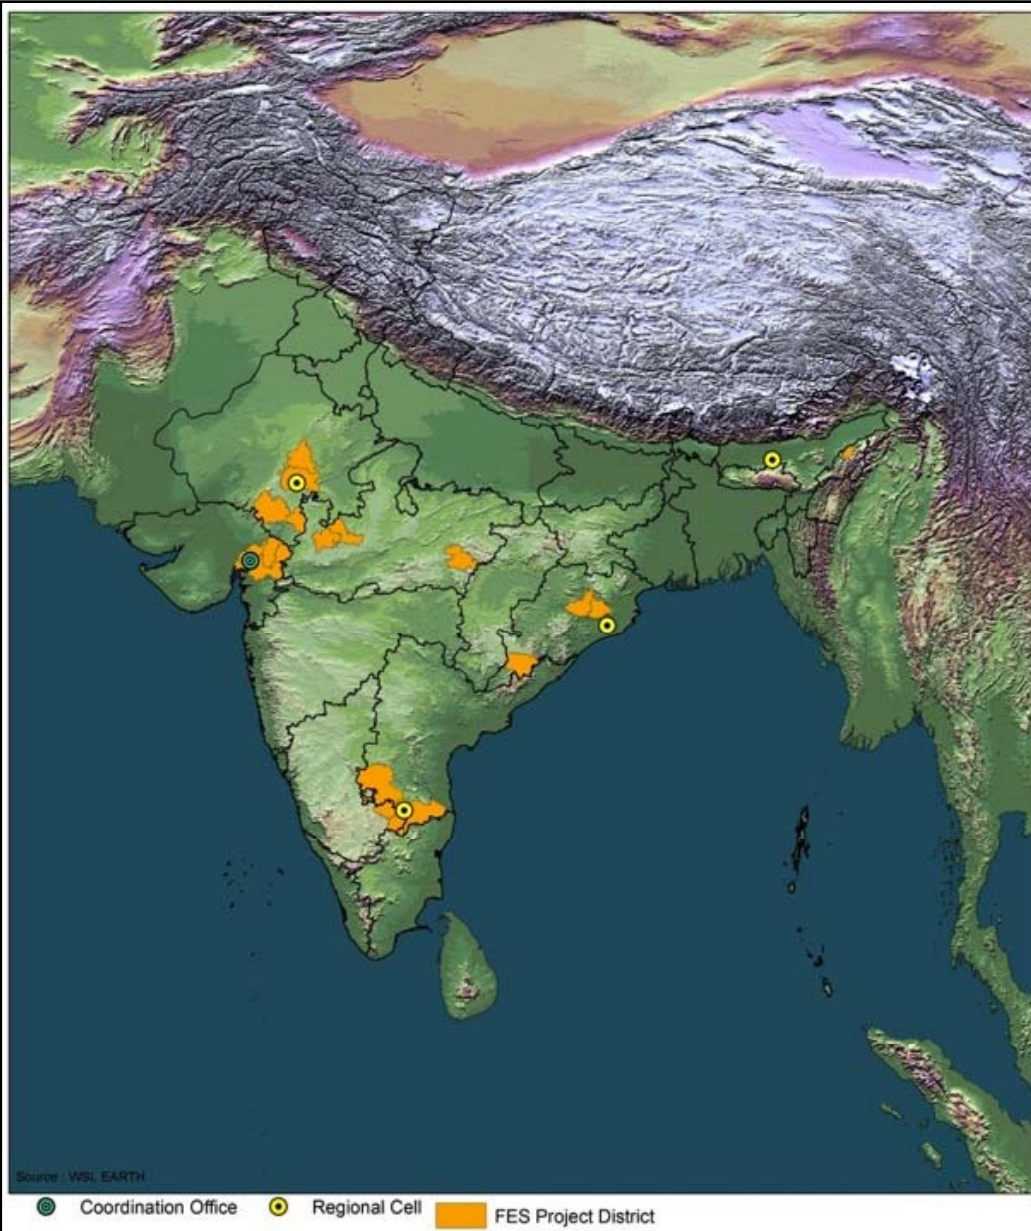 Source : WSI, EARTH
Coordination Office
Regional Cell
FES Project District